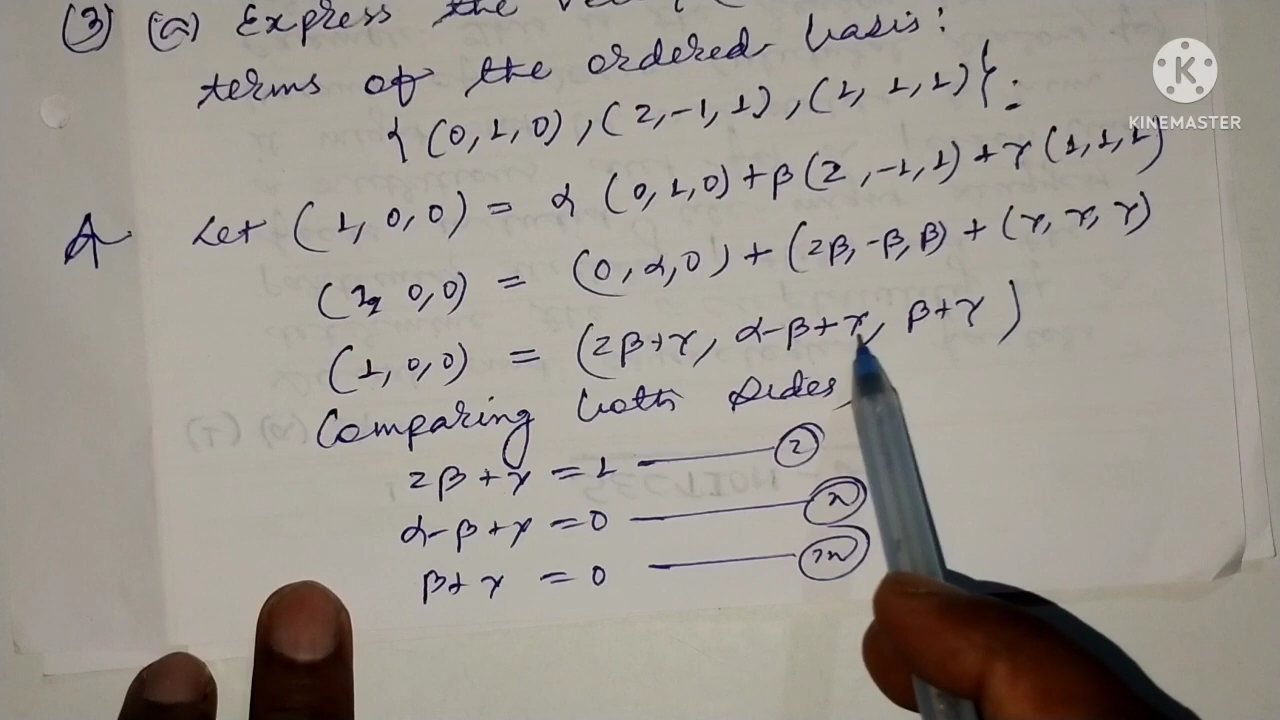 (3) (a) Express the
terms of the ordered basis:
{(0,1,0),(2,-1,1),(1,1,1)}.
KINEMASTER
A Let (1,0,0) = α(0,1,0)+β(2,-1,1)+γ(1,1,1)
(1,0,0) = (0,α,0)+(2β,-β,β)+(γ,γ,γ)
(1,0,0) = (2β+γ, α-β+γ, β+γ)
Comparing both sides,
2β+γ=1
α-β+γ=0
β+γ=0